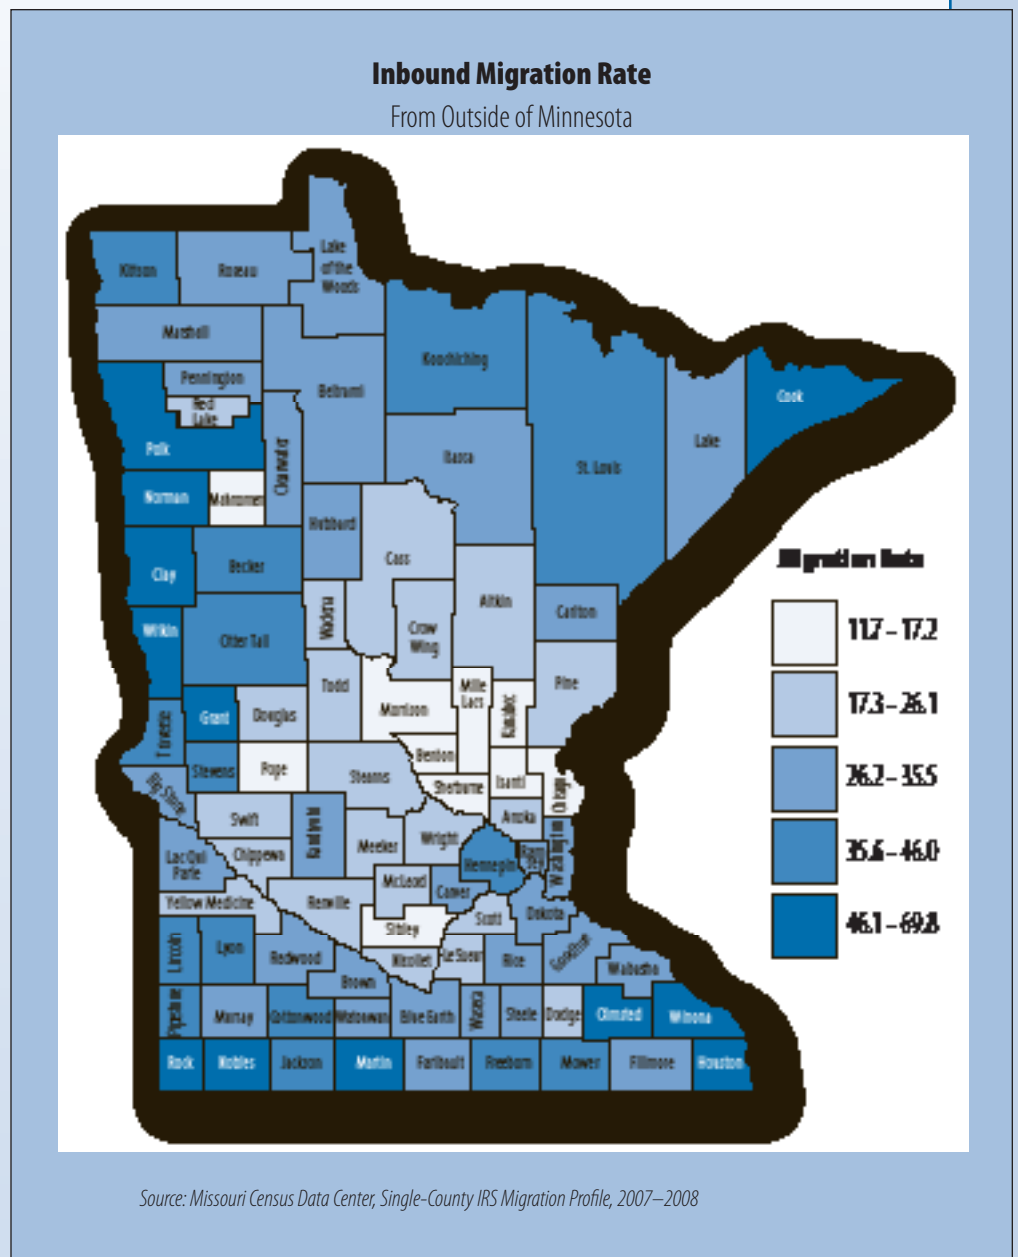 Inbound Migration Rate
From Outside of Minnesota
Kittson
Roseau
Lake
of the
Woods
Marshall
Koochiching
Pennington
Beltrami
Red
Lake
Cook
Polk
Clearwater
Itasca
Lake
St. Louis
Norman
Mahnomen
Hubbard
Cass
Becker
Clay
Migration Rate
Wadena
Aitkin
Carlton
Wilkin
Otter Tail
Crow
Wing
11.7 – 17.2
Todd
Mille
Lacs
Pine
Grant
Douglas
Morrison
Kanabec
17.3 – 26.1
Traverse
Benton
Stevens
Pope
Stearns
Isanti
Chisago
26.2 – 35.5
Big Stone
Sherburne
Swift
Kandiyohi
Anoka
Meeker
Wright
Washington
35.6 – 46.0
Lac Qui
Parle
Chippewa
Hennepin
Ram
sey
McLeod
Carver
Yellow Medicine
Renville
Scott
Dakota
46.1 – 69.8
Sibley
Lincoln
Lyon
Redwood
Nicollet
Le Sueur
Rice
Goodhue
Wabasha
Brown
Pipestone
Murray
Cottonwood
Watonwan
Blue Earth
Waseca
Steele
Dodge
Olmsted
Winona
Rock
Nobles
Jackson
Martin
Faribault
Freeborn
Mower
Fillmore
Houston
Source: Missouri Census Data Center, Single-County IRS Migration Profile, 2007–2008